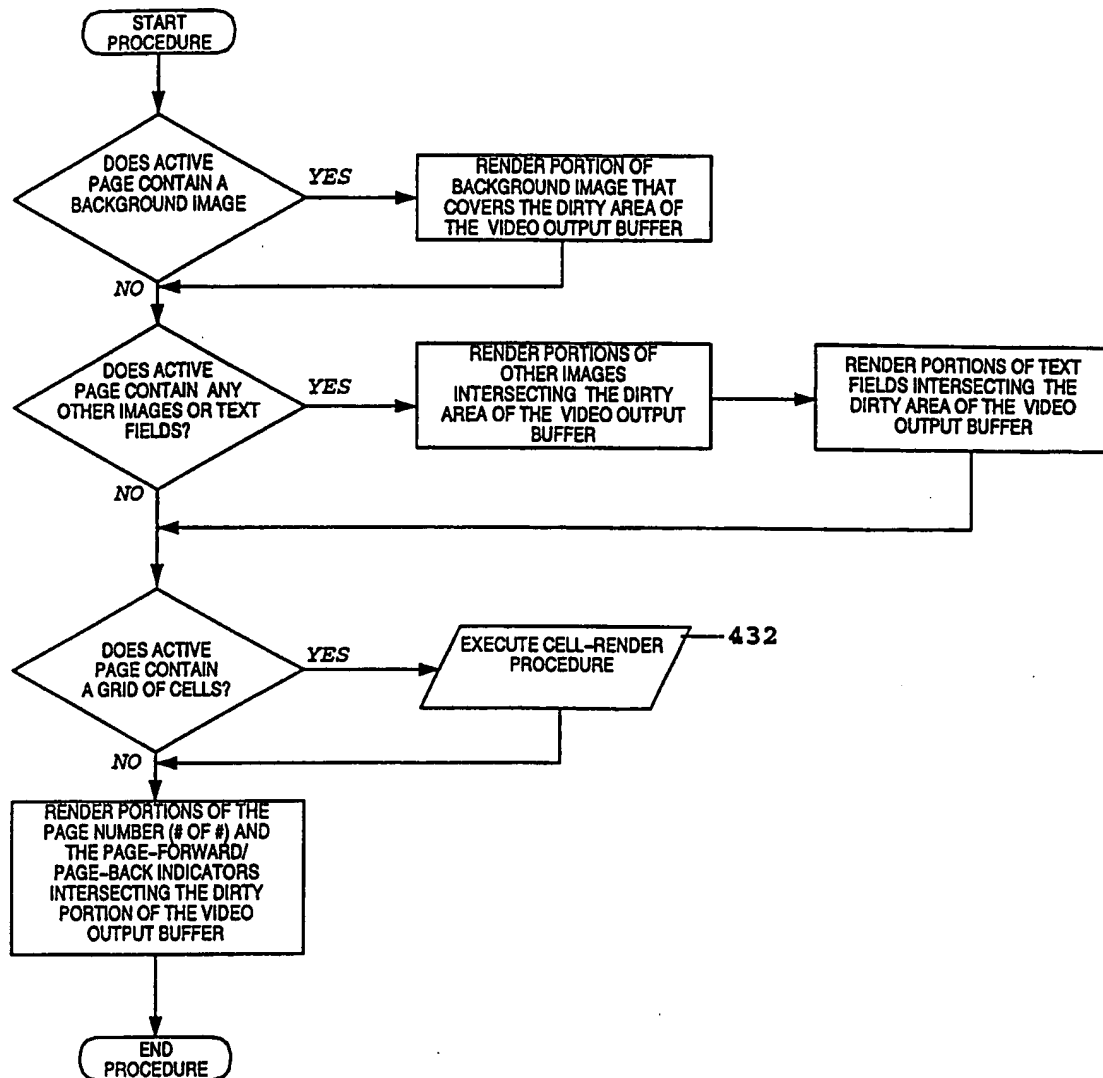 START
PROCEDURE
DOES ACTIVE
PAGE CONTAIN A
BACKGROUND IMAGE
YES
RENDER PORTION OF
BACKGROUND IMAGE THAT
COVERS THE DIRTY AREA OF
THE VIDEO OUTPUT BUFFER
NO
DOES ACTIVE
PAGE CONTAIN ANY
OTHER IMAGES OR TEXT
FIELDS?
YES
RENDER PORTIONS OF
OTHER IMAGES
INTERSECTING THE DIRTY
AREA OF THE VIDEO OUTPUT
BUFFER
RENDER PORTIONS OF TEXT
FIELDS INTERSECTING THE
DIRTY AREA OF THE VIDEO
OUTPUT BUFFER
NO
DOES ACTIVE
PAGE CONTAIN
A GRID OF CELLS?
YES
EXECUTE CELL-RENDER
PROCEDURE
432
NO
RENDER PORTIONS OF THE
PAGE NUMBER (# OF #) AND
THE PAGE-FORWARD/
PAGE-BACK INDICATORS
INTERSECTING THE DIRTY
PORTION OF THE VIDEO
OUTPUT BUFFER
END
PROCEDURE